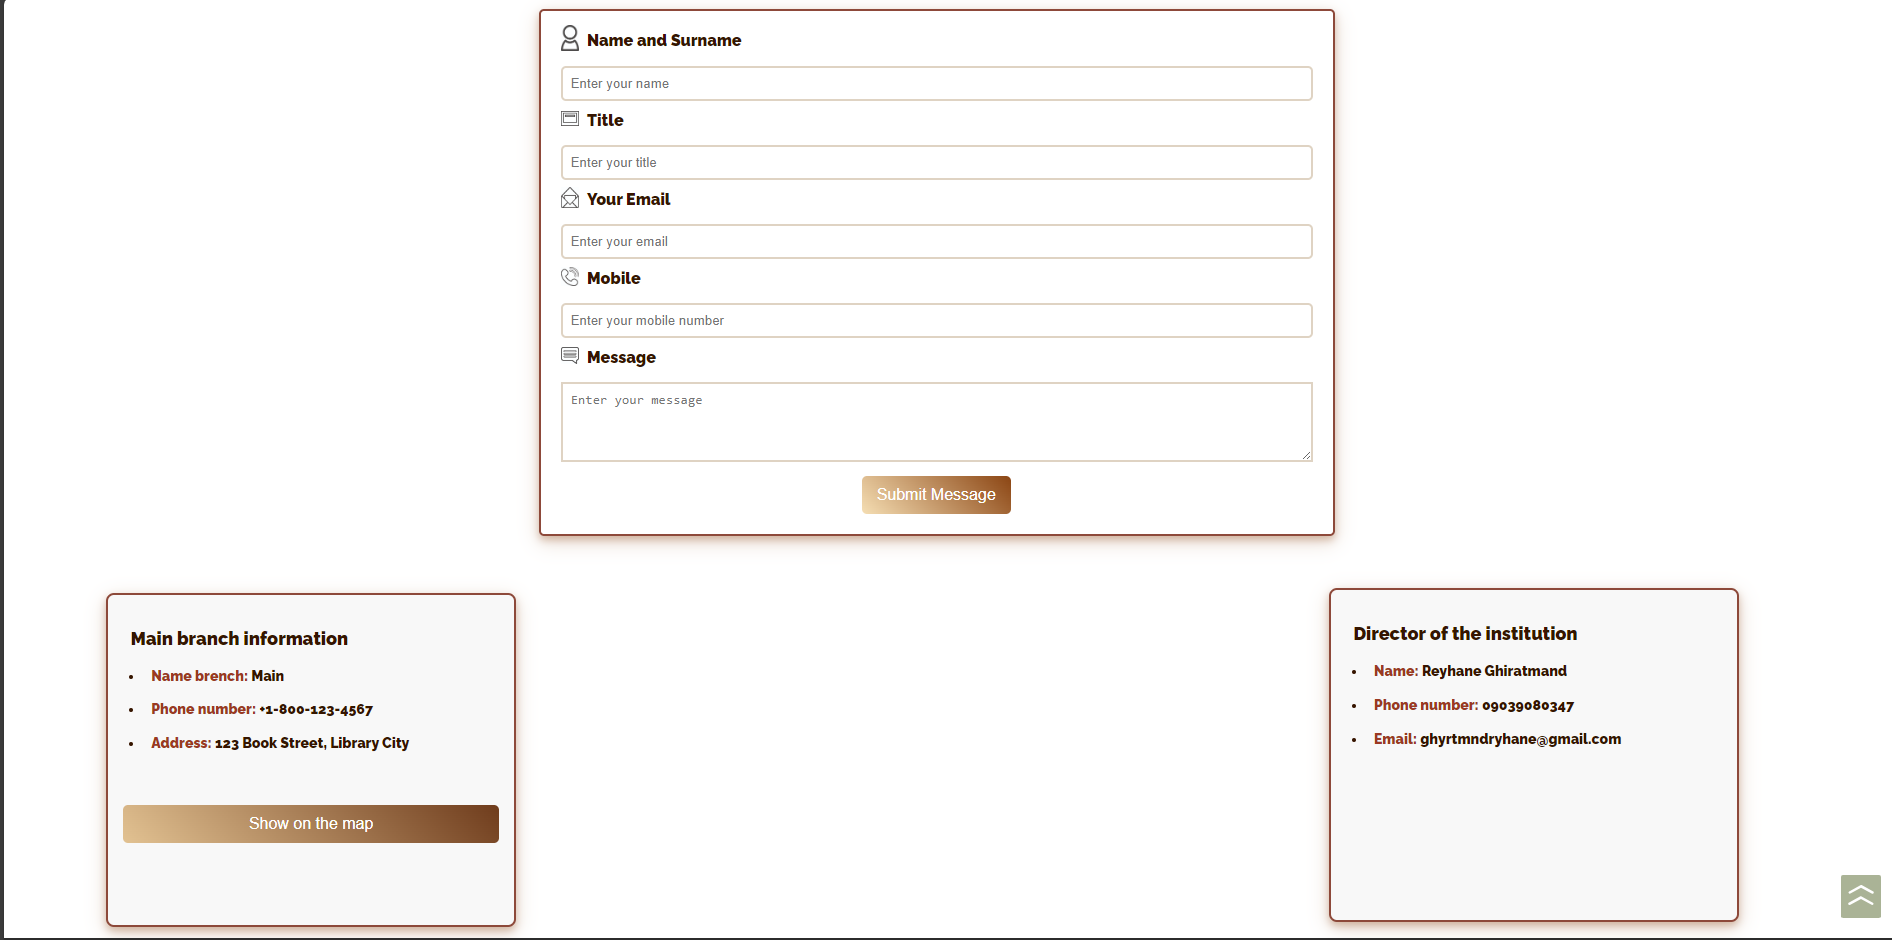 Name and Surname
Enter your name
Title
Enter your title
Your Email
Enter your email
Mobile
Enter your mobile number
Message
Enter your message
Submit Message
Main branch information
Name brench: Main
Phone number: +1-800-123-4567
Address: 123 Book Street, Library City
Show on the map
Director of the institution
Name: Reyhane Ghiratmand
Phone number: 09039080347
Email: ghyrtmndryhane@gmail.com